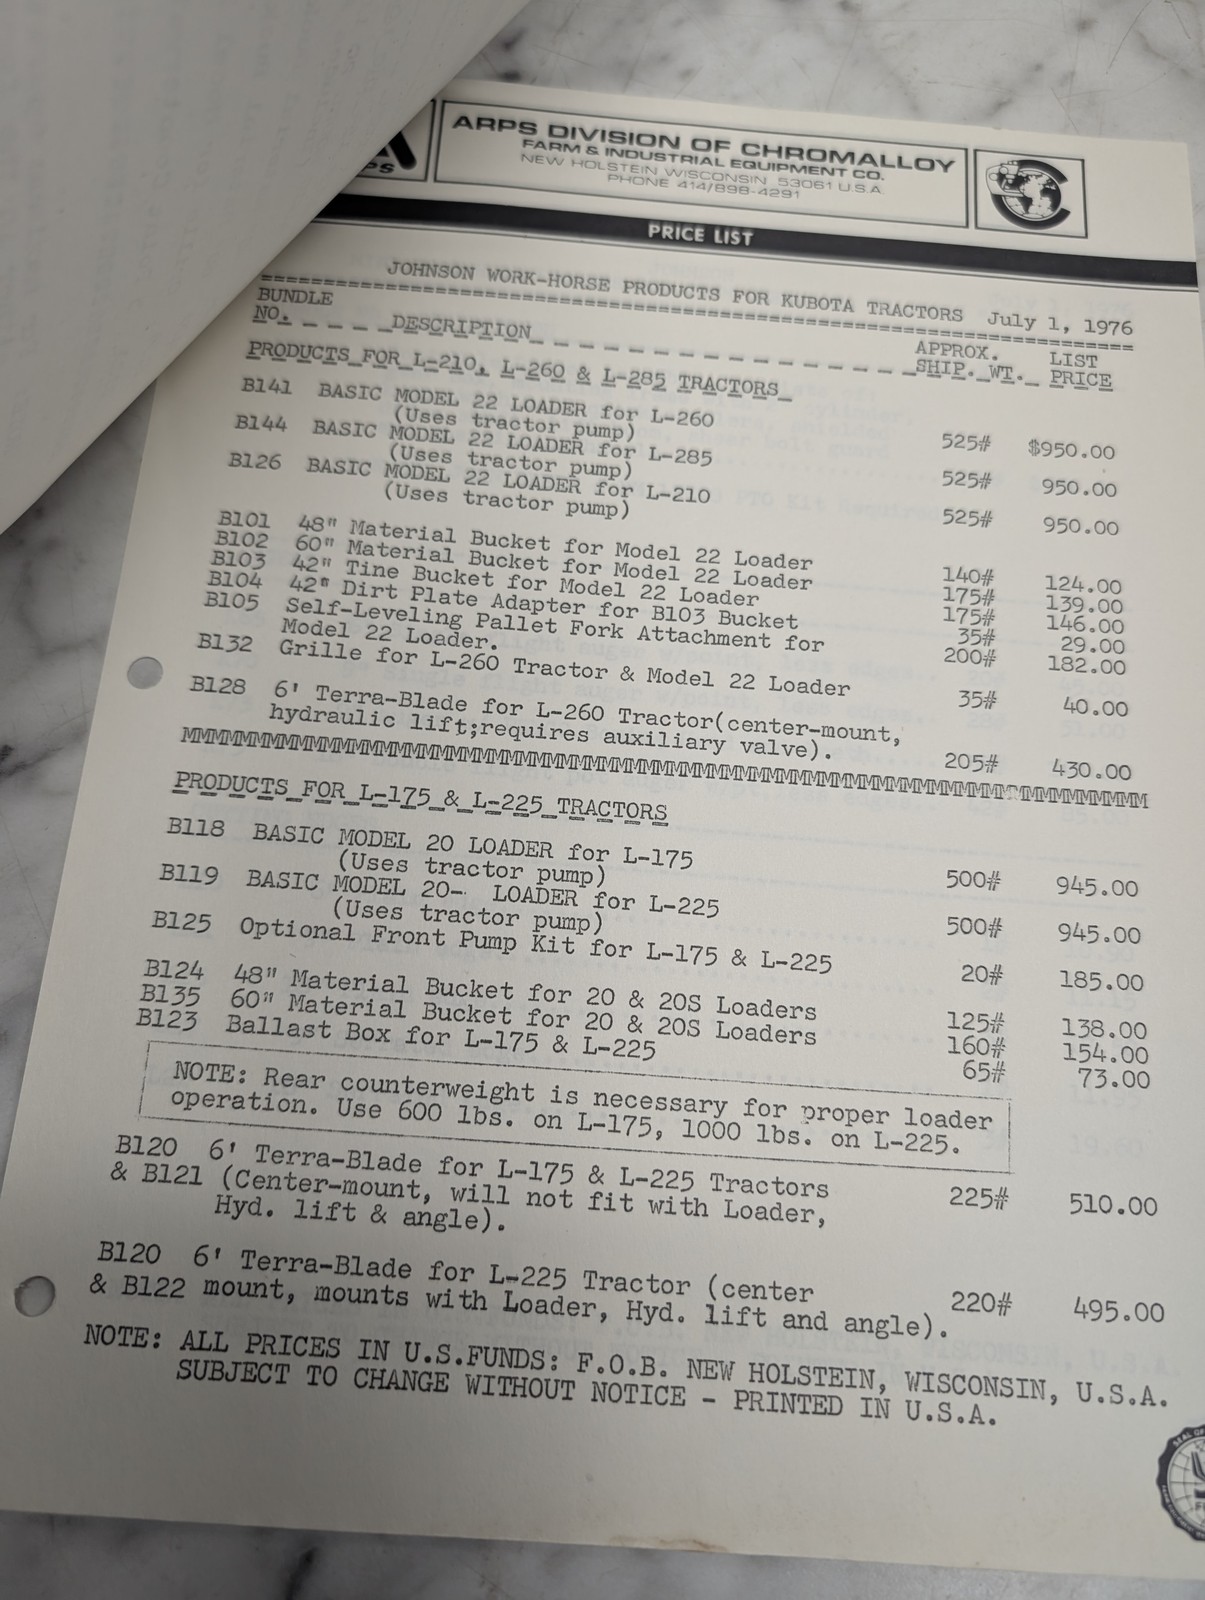 PS
ARPS DIVISION OF CHROMALLOY
FARM & INDUSTRIAL EQUIPMENT CO.
NEW HOLSTEIN WISCONSIN 53061 U.S.A.
PHONE 414/898-4291
PRICE LIST
JOHNSON WORK-HORSE PRODUCTS FOR KUBOTA TRACTORS July 1, 1976
BUNDLE
NO. DESCRIPTION APPROX. SHIP. WT. LIST PRICE
PRODUCTS FOR L-210, L-260 & L-285 TRACTORS
B141 BASIC MODEL 22 LOADER for L-260
(Uses tractor pump) 525# $950.00
B144 BASIC MODEL 22 LOADER for L-285
(Uses tractor pump) 525# 950.00
B126 BASIC MODEL 22 LOADER for L-210
(Uses tractor pump) 525# 950.00
B101 48" Material Bucket for Model 22 Loader 140# 124.00
B102 60" Material Bucket for Model 22 Loader 175# 139.00
B103 42" Tine Bucket for Model 22 Loader 175# 146.00
B104 42" Dirt Plate Adapter for B103 Bucket 35# 29.00
B105 Self-Leveling Pallet Fork Attachment for 200# 182.00
Model 22 Loader.
B132 Grille for L-260 Tractor & Model 22 Loader 35# 40.00
B128 6' Terra-Blade for L-260 Tractor(center-mount,
hydraulic lift;requires auxiliary valve). 205# 430.00
PRODUCTS FOR L-175 & L-225 TRACTORS
B118 BASIC MODEL 20 LOADER for L-175
(Uses tractor pump) 500# 945.00
B119 BASIC MODEL 20- LOADER for L-225
(Uses tractor pump) 500# 945.00
B125 Optional Front Pump Kit for L-175 & L-225 20# 185.00
B124 48" Material Bucket for 20 & 20S Loaders 125# 138.00
B135 60" Material Bucket for 20 & 20S Loaders 160# 154.00
B123 Ballast Box for L-175 & L-225 65# 73.00
NOTE: Rear counterweight is necessary for proper loader
operation. Use 600 lbs. on L-175, 1000 lbs. on L-225.
B120 6' Terra-Blade for L-175 & L-225 Tractors 225# 510.00
& B121 (Center-mount, will not fit with Loader,
Hyd. lift & angle).
B120 6' Terra-Blade for L-225 Tractor (center 220# 495.00
& B122 mount, mounts with Loader, Hyd. lift and angle).
NOTE: ALL PRICES IN U.S.FUNDS: F.O.B. NEW HOLSTEIN, WISCONSIN, U.S.A.
SUBJECT TO CHANGE WITHOUT NOTICE - PRINTED IN U.S.A.